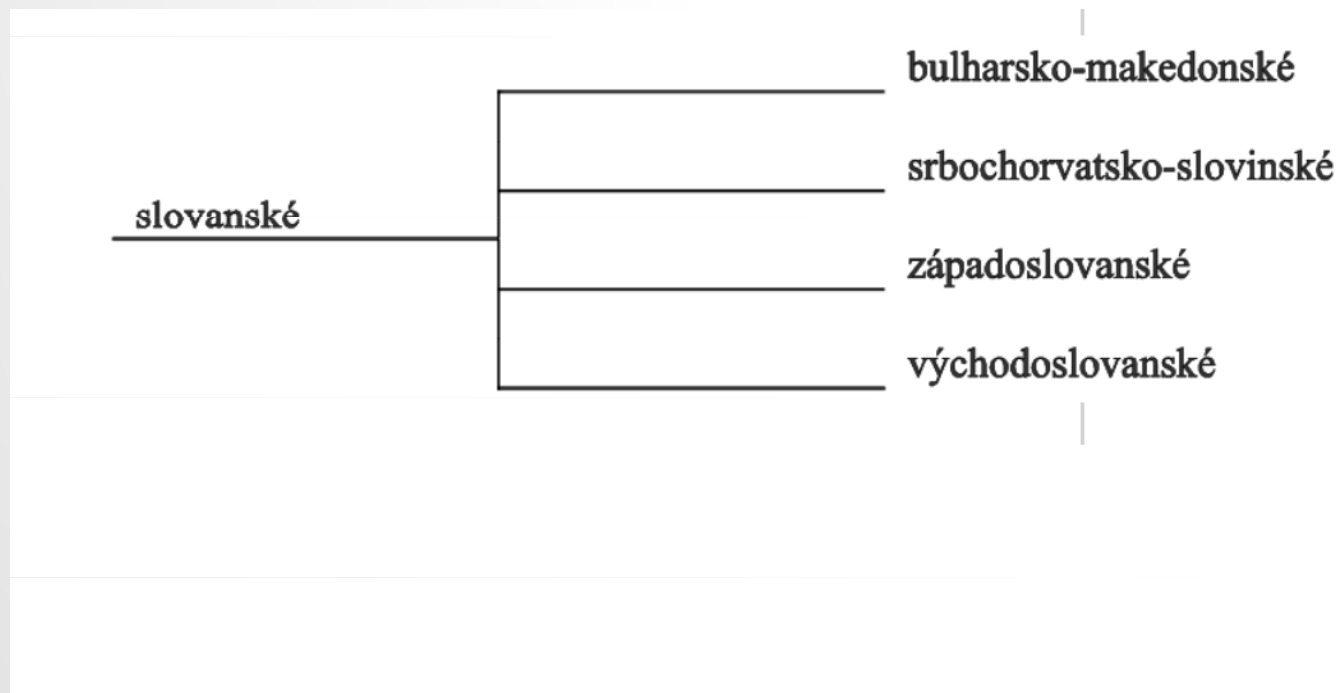 bulharsko-makedonské
srbochorvatsko-slovinské
slovanské
západoslovanské
východoslovanské